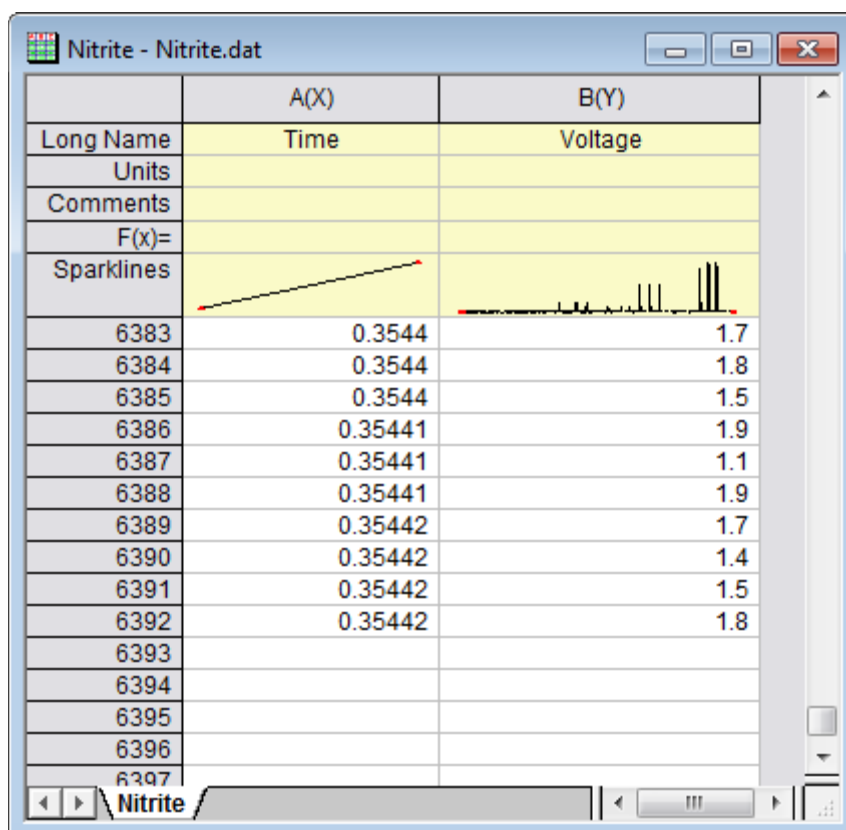 Nitrite - Nitrite.dat
A(X) B(Y)
Long Name Time Voltage
Units
Comments
F(x)=
Sparklines
6383 0.3544 1.7
6384 0.3544 1.8
6385 0.3544 1.5
6386 0.35441 1.9
6387 0.35441 1.1
6388 0.35441 1.9
6389 0.35442 1.7
6390 0.35442 1.4
6391 0.35442 1.5
6392 0.35442 1.8
6393
6394
6395
6396
6397
Nitrite